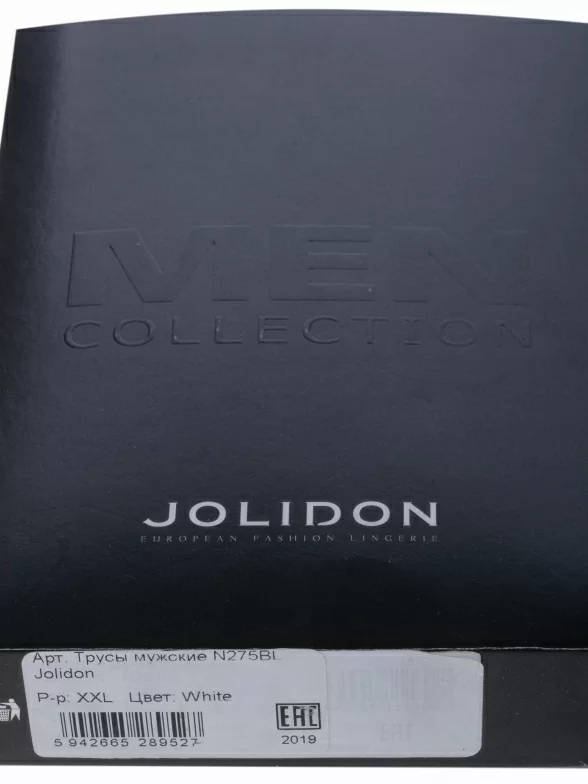 MEN
COLLECTION
JOLIDON
EUROPEAN FASHION LINGERIE
Арт. Трусы мужские N275BL
Jolidon
Р-р: XXL Цвет: White
5 942665 289527
EAC
2019
EAC